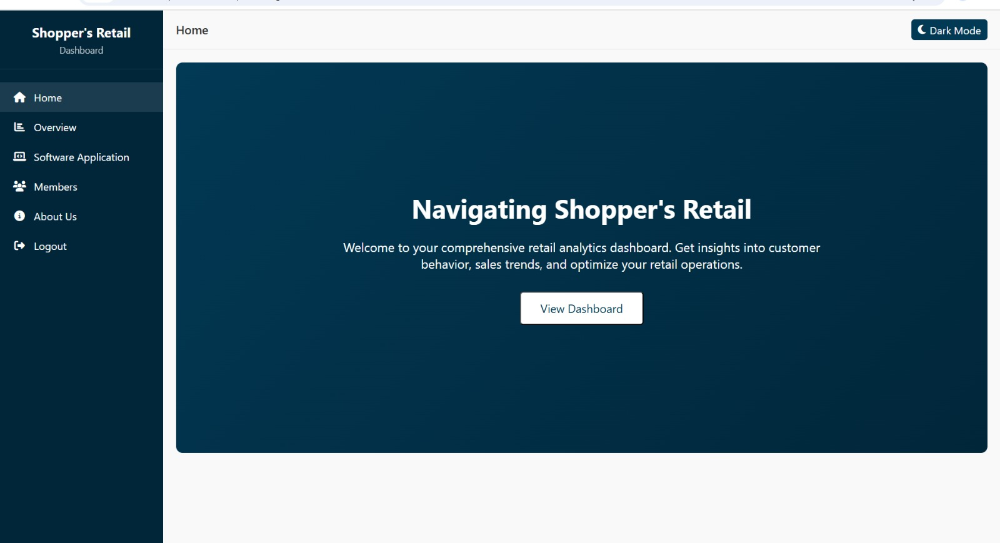 Shopper's Retail
Dashboard
Home
Overview
Software Application
Members
About Us
Logout
Home
Dark Mode
Navigating Shopper's Retail
Welcome to your comprehensive retail analytics dashboard. Get insights into customer
behavior, sales trends, and optimize your retail operations.
View Dashboard